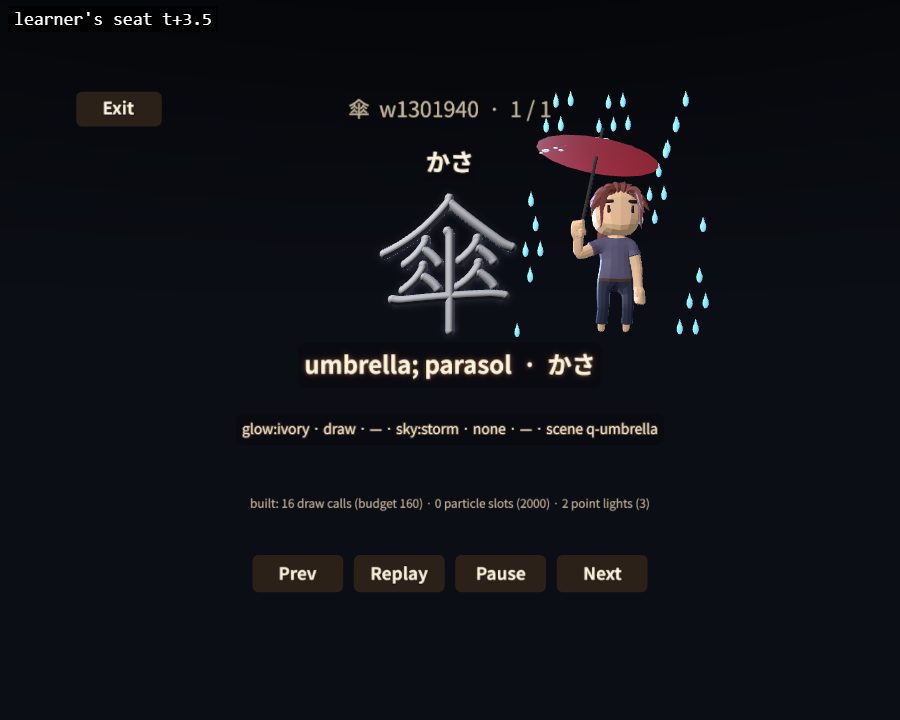 learner's seat t+3.5
Exit
傘 w1301940 · 1 / 1
かさ
傘
umbrella; parasol · かさ
glow:ivory · draw · — · sky:storm · none · — · scene q-umbrella
built: 16 draw calls (budget 160) · 0 particle slots (2000) · 2 point lights (3)
Prev Replay Pause Next